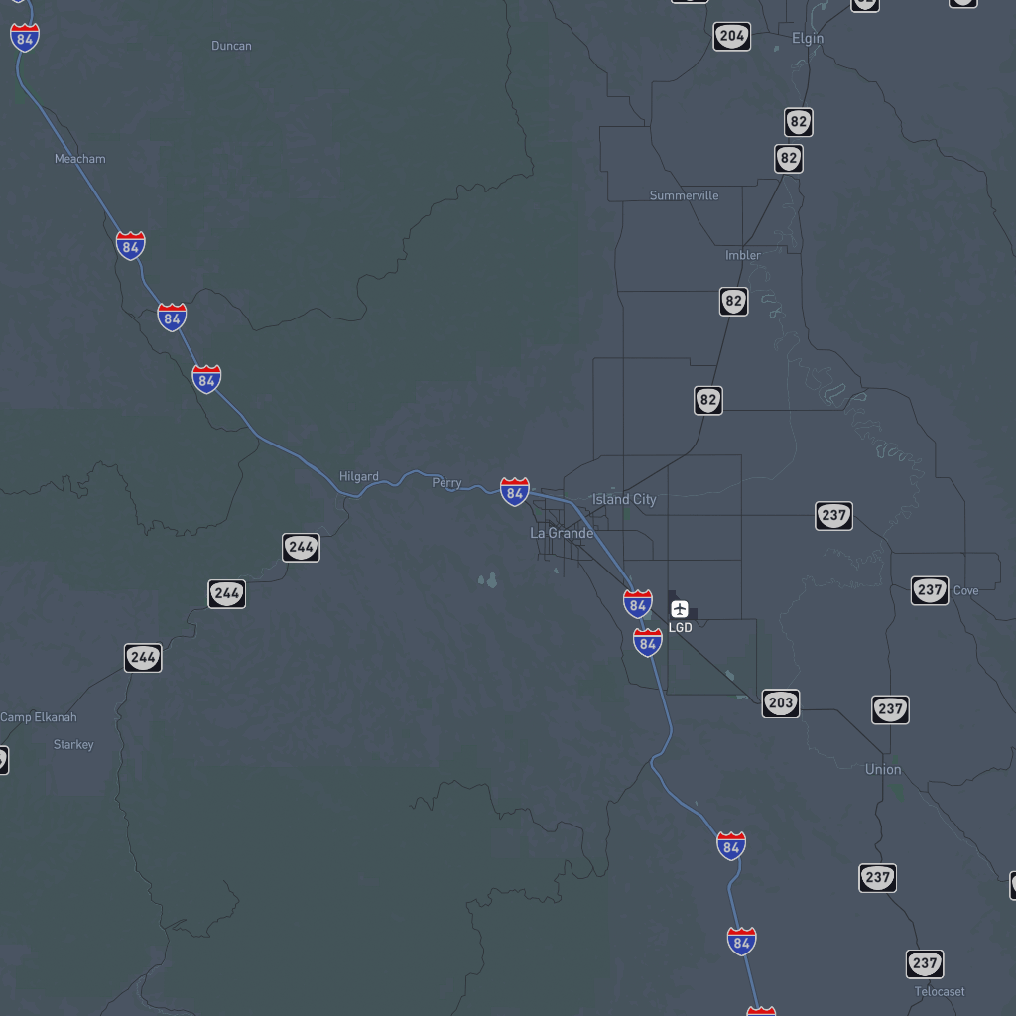 82
204
Elgin
84
Duncan
82
82
Meacham
Summerville
84
Imbler
82
84
84
82
Hilgard
Perry
84
Island City
237
La Grande
244
244
84
LGD
237
Cove
84
244
203
237
Camp Elkanah
Starkey
Union
84
237
84
237
Telocaset